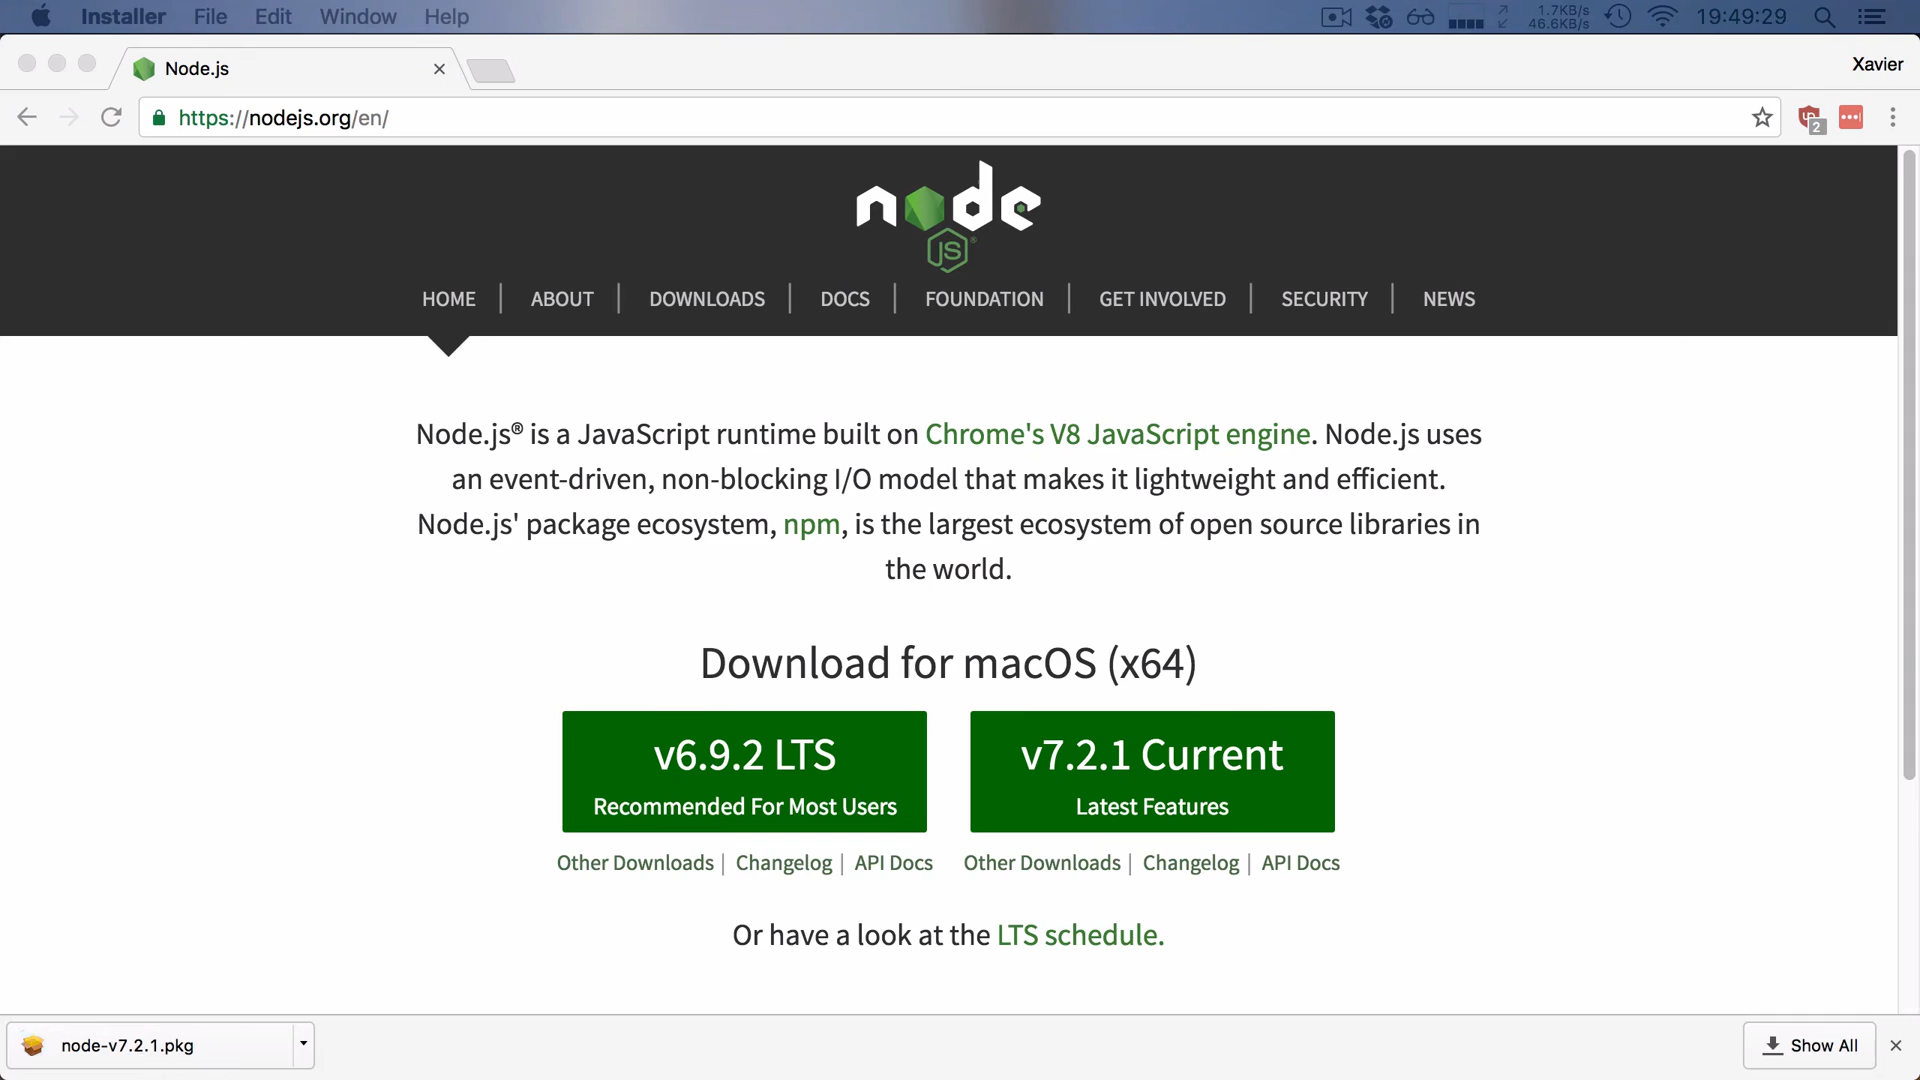 Installer File Edit Window Help 1.7KB/s 46.6KB/s 19:49:29
Node.js Xavier
https://nodejs.org/en/ 2
node
JS
HOME | ABOUT | DOWNLOADS | DOCS | FOUNDATION | GET INVOLVED | SECURITY | NEWS
Node.js® is a JavaScript runtime built on Chrome's V8 JavaScript engine. Node.js uses
an event-driven, non-blocking I/O model that makes it lightweight and efficient.
Node.js' package ecosystem, npm, is the largest ecosystem of open source libraries in
the world.
Download for macOS (x64)
v6.9.2 LTS
Recommended For Most Users
v7.2.1 Current
Latest Features
Other Downloads | Changelog | API Docs
Other Downloads | Changelog | API Docs
Or have a look at the LTS schedule.
node-v7.2.1.pkg Show All